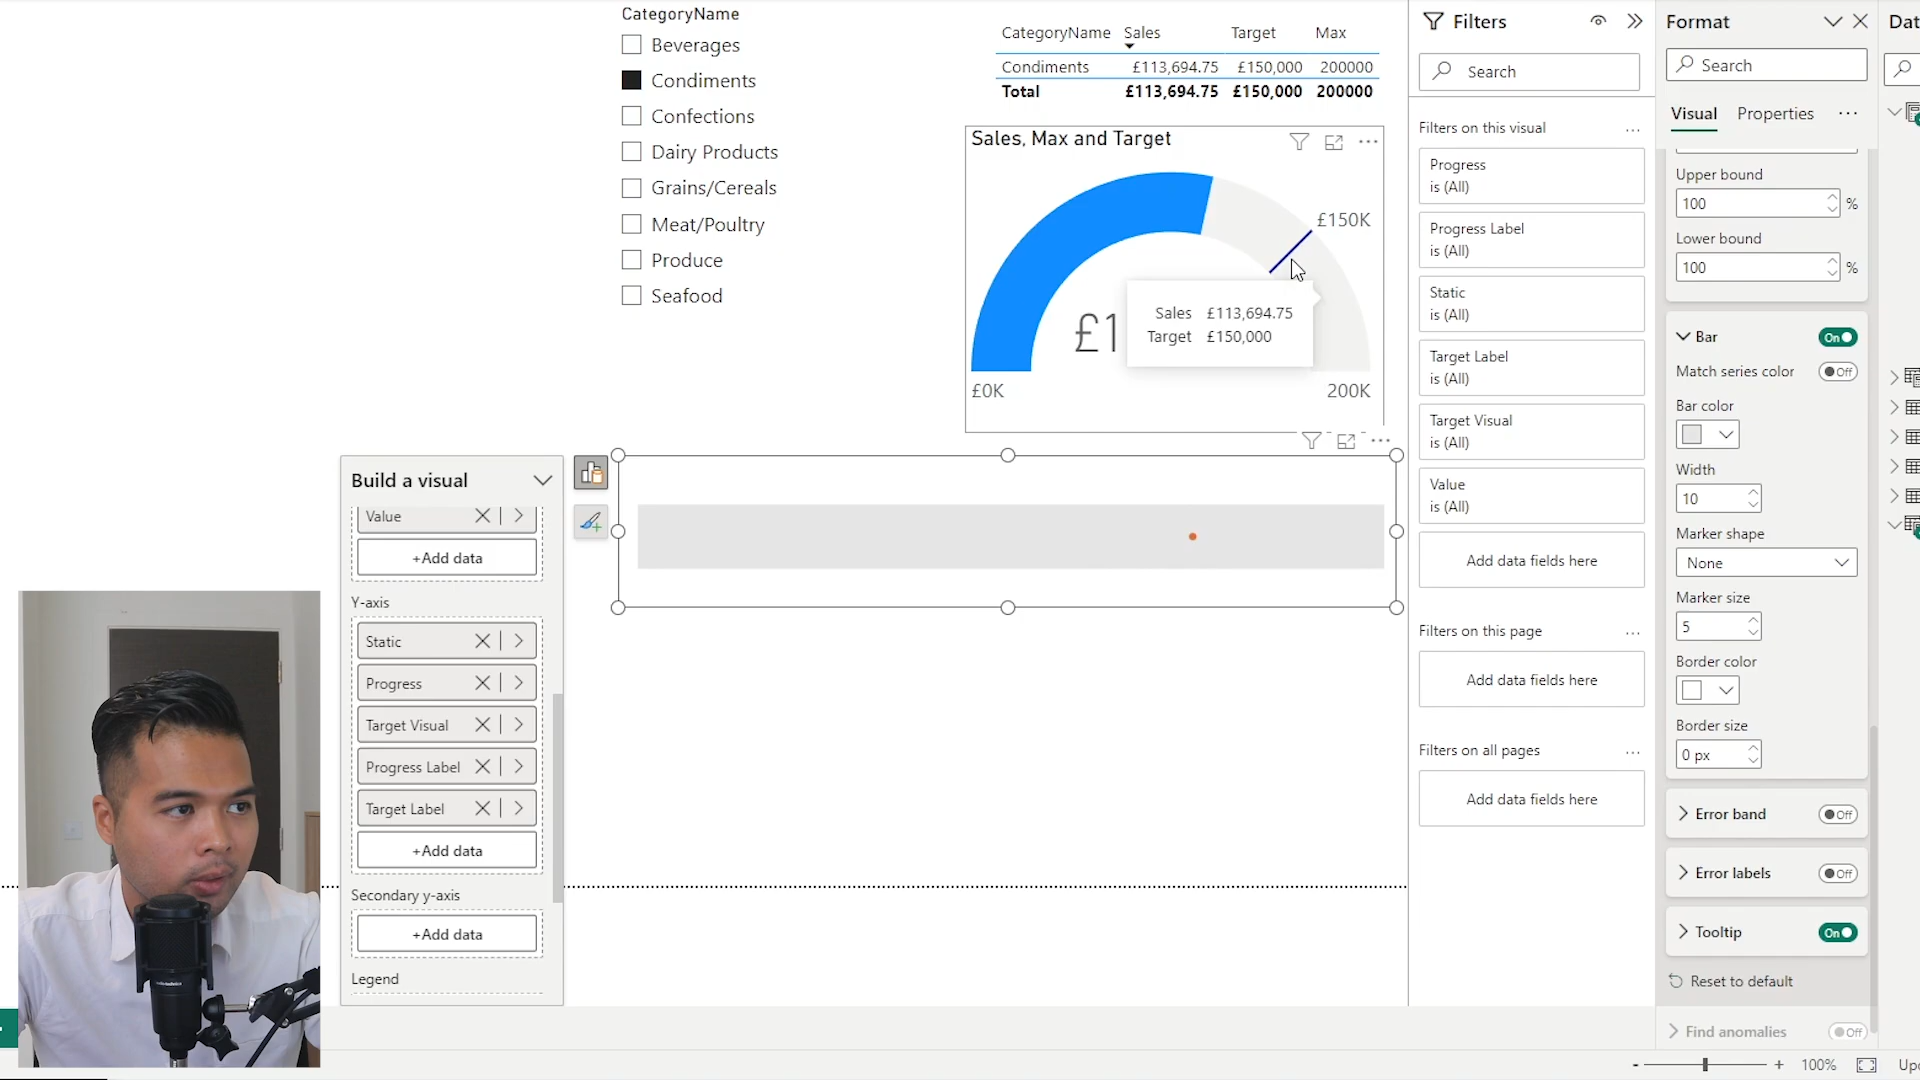 CategoryName
Beverages
Condiments
Confections
Dairy Products
Grains/Cereals
Meat/Poultry
Produce
Seafood
CategoryName Sales Target Max
Condiments £113,694.75 £150,000 200000
Total £113,694.75 £150,000 200000
Sales, Max and Target
£150K
£1
Sales £113,694.75
Target £150,000
£0K
200K
Build a visual
Value
+Add data
Y-axis
Static
Progress
Target Visual
Progress Label
Target Label
+Add data
Secondary y-axis
+Add data
Legend
Filters
Search
Filters on this visual
Progress
is (All)
Progress Label
is (All)
Static
is (All)
Target Label
is (All)
Target Visual
is (All)
Value
is (All)
Add data fields here
Filters on this page
Add data fields here
Filters on all pages
Add data fields here
Format
Search
Visual Properties
Upper bound
100 %
Lower bound
100 %
Bar On
Match series color Off
Bar color
Width
10
Marker shape
None
Marker size
5
Border color
Border size
0 px
Error band Off
Error labels Off
Tooltip On
Reset to default
Find anomalies Off
- + 100%